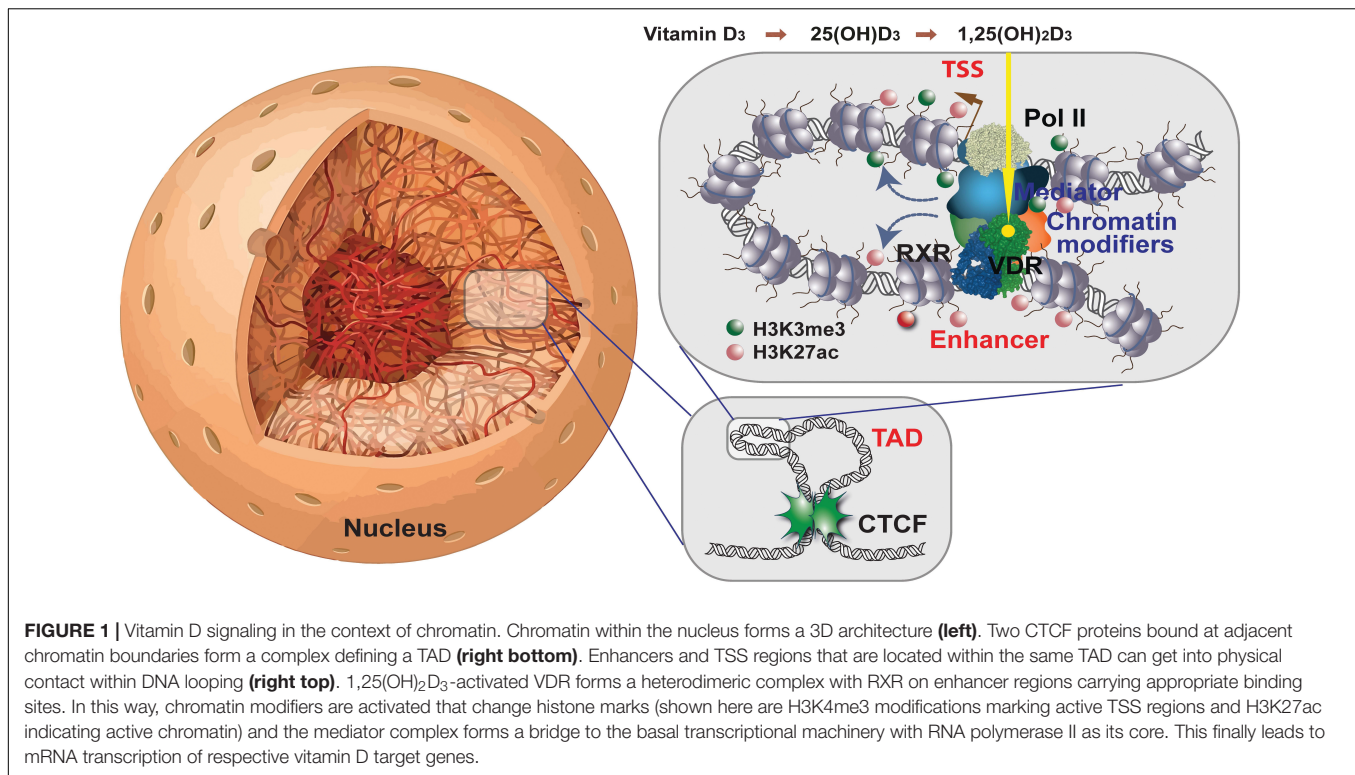 Vitamin D3 → 25(OH)D3 → 1,25(OH)2D3
TSS
Pol II
Mediator
Chromatin
modifiers
RXR
VDR
H3K3me3
H3K27ac
Enhancer
TAD
CTCF
Nucleus
FIGURE 1 | Vitamin D signaling in the context of chromatin. Chromatin within the nucleus forms a 3D architecture (left). Two CTCF proteins bound at adjacent
chromatin boundaries form a complex defining a TAD (right bottom). Enhancers and TSS regions that are located within the same TAD can get into physical
contact within DNA looping (right top). 1,25(OH)2D3-activated VDR forms a heterodimeric complex with RXR on enhancer regions carrying appropriate binding
sites. In this way, chromatin modifiers are activated that change histone marks (shown here are H3K4me3 modifications marking active TSS regions and H3K27ac
indicating active chromatin) and the mediator complex forms a bridge to the basal transcriptional machinery with RNA polymerase II as its core. This finally leads to
mRNA transcription of respective vitamin D target genes.